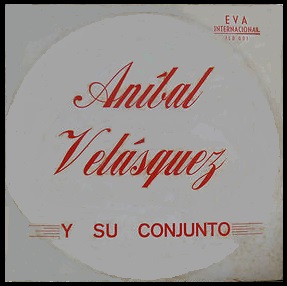 EVA
INTERNACIONAL
Aníbal
Velásquez
Y SU CONJUNTO